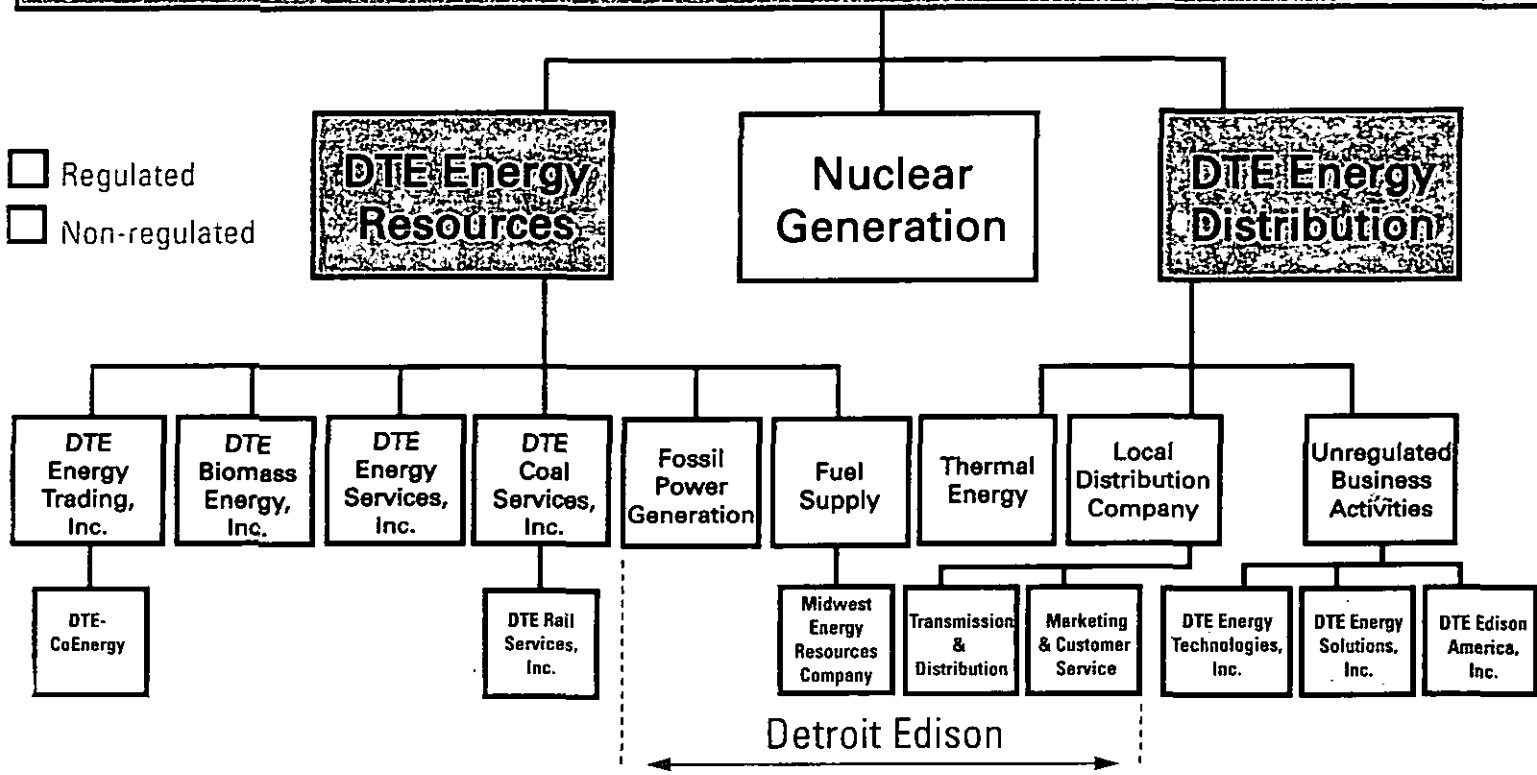 Regulated
Non-regulated
DTE Energy
Resources
Nuclear
Generation
DTE Energy
Distribution
DTE
Energy
Trading,
Inc.
DTE
Biomass
Energy,
Inc.
DTE
Energy
Services,
Inc.
DTE
Coal
Services,
Inc.
Fossil
Power
Generation
Fuel
Supply
Thermal
Energy
Local
Distribution
Company
Unregulated
Business
Activities
DTE-
CoEnergy
DTE Rail
Services,
Inc.
Midwest
Energy
Resources
Company
Transmission
&
Distribution
Marketing
& Customer
Service
DTE Energy
Technologies,
Inc.
DTE Energy
Solutions,
Inc.
DTE Edison
America,
Inc.
Detroit Edison